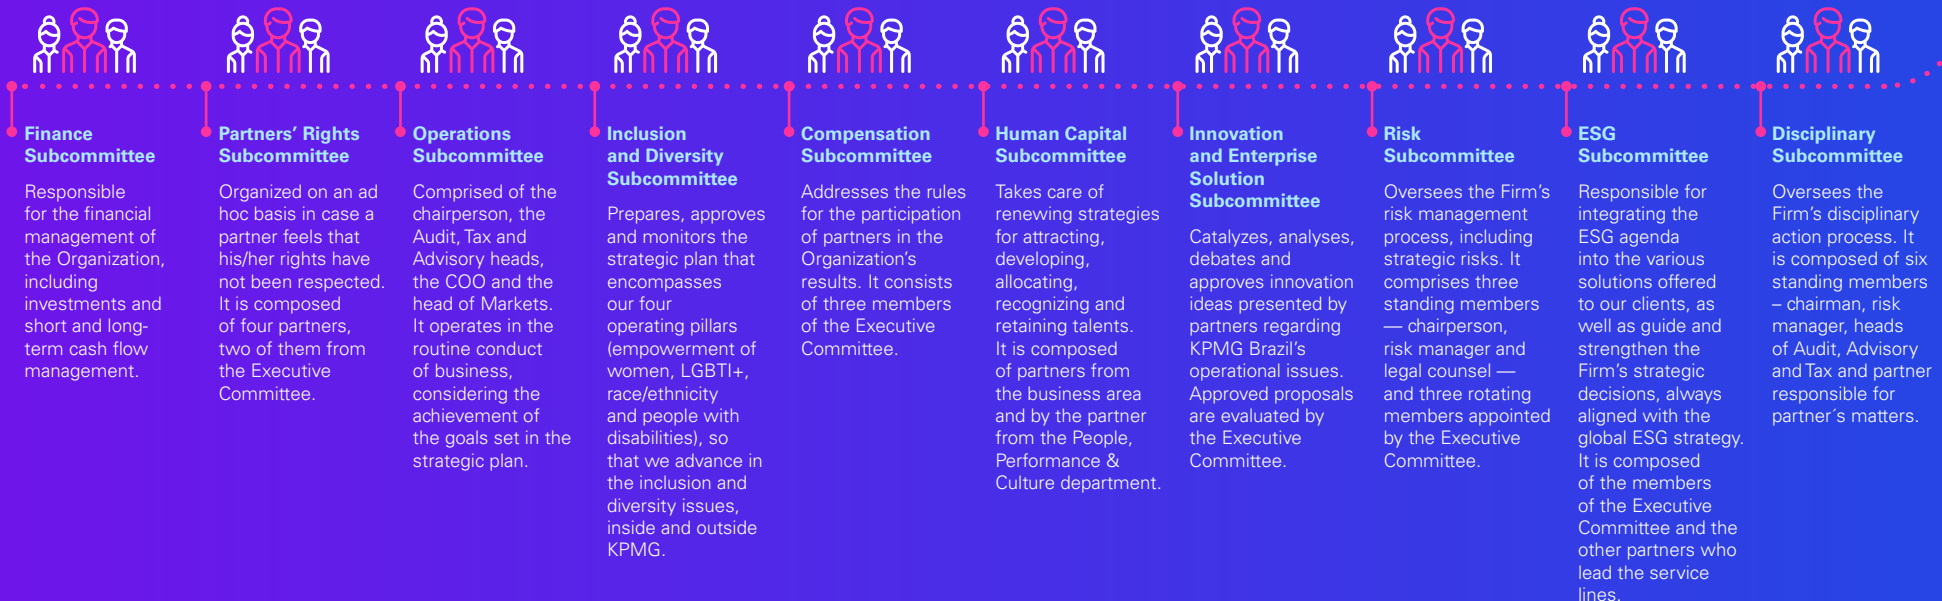 Finance
Subcommittee
Responsible
for the financial
management of
the Organization,
including
investments and
short and long-
term cash flow
management.
Partners’ Rights
Subcommittee
Organized on an ad
hoc basis in case a
partner feels that
his/her rights have
not been respected.
It is composed
of four partners,
two of them from
the Executive
Committee.
Operations
Subcommittee
Comprised of the
chairperson, the
Audit, Tax and
Advisory heads,
the COO and the
head of Markets.
It operates in the
routine conduct
of business,
considering the
achievement of
the goals set in the
strategic plan.
Inclusion
and Diversity
Subcommittee
Prepares, approves
and monitors the
strategic plan that
encompasses
our four
operating pillars
(empowerment of
women, LGBTI+,
race/ethnicity
and people with
disabilities), so
that we advance in
the inclusion and
diversity issues,
inside and outside
KPMG.
Compensation
Subcommittee
Addresses the rules
for the participation
of partners in the
Organization’s
results. It consists
of three members
of the Executive
Committee.
Human Capital
Subcommittee
Takes care of
renewing strategies
for attracting,
developing,
allocating,
recognizing and
retaining talents.
It is composed
of partners from
the business area
and by the partner
from the People,
Performance &
Culture department.
Innovation
and Enterprise
Solution
Subcommittee
Catalyzes, analyses,
debates and
approves innovation
ideas presented by
partners regarding
KPMG Brazil’s
operational issues.
Approved proposals
are evaluated by
the Executive
Committee.
Risk
Subcommittee
Oversees the Firm’s
risk management
process, including
strategic risks. It
comprises three
standing members
— chairperson,
risk manager and
legal counsel —
and three rotating
members appointed
by the Executive
Committee.
ESG
Subcommittee
Responsible for
integrating the
ESG agenda
into the various
solutions offered
to our clients, as
well as guide and
strengthen the
Firm’s strategic
decisions, always
aligned with the
global ESG strategy.
It is composed
of the members
of the Executive
Committee and the
other partners who
lead the service
lines.
Disciplinary
Subcommittee
Oversees the
Firm’s disciplinary
action process. It
is composed of six
standing members
– chairman, risk
manager, heads
of Audit, Advisory
and Tax and partner
responsible for
partner´s matters.